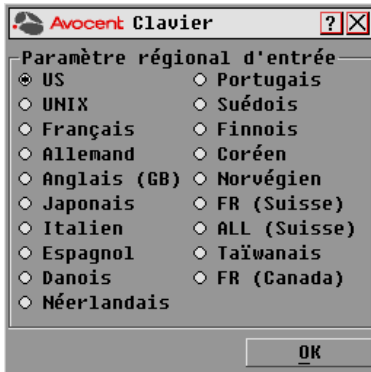 Avocent Clavier
? X
Paramètre régional d'entrée
US
UNIX
Français
Allemand
Anglais (GB)
Japonais
Italien
Espagnol
Danois
Néerlandais
Portugais
Suédois
Finnois
Coréen
Norvégien
FR (Suisse)
ALL (Suisse)
Taïwanais
FR (Canada)
OK